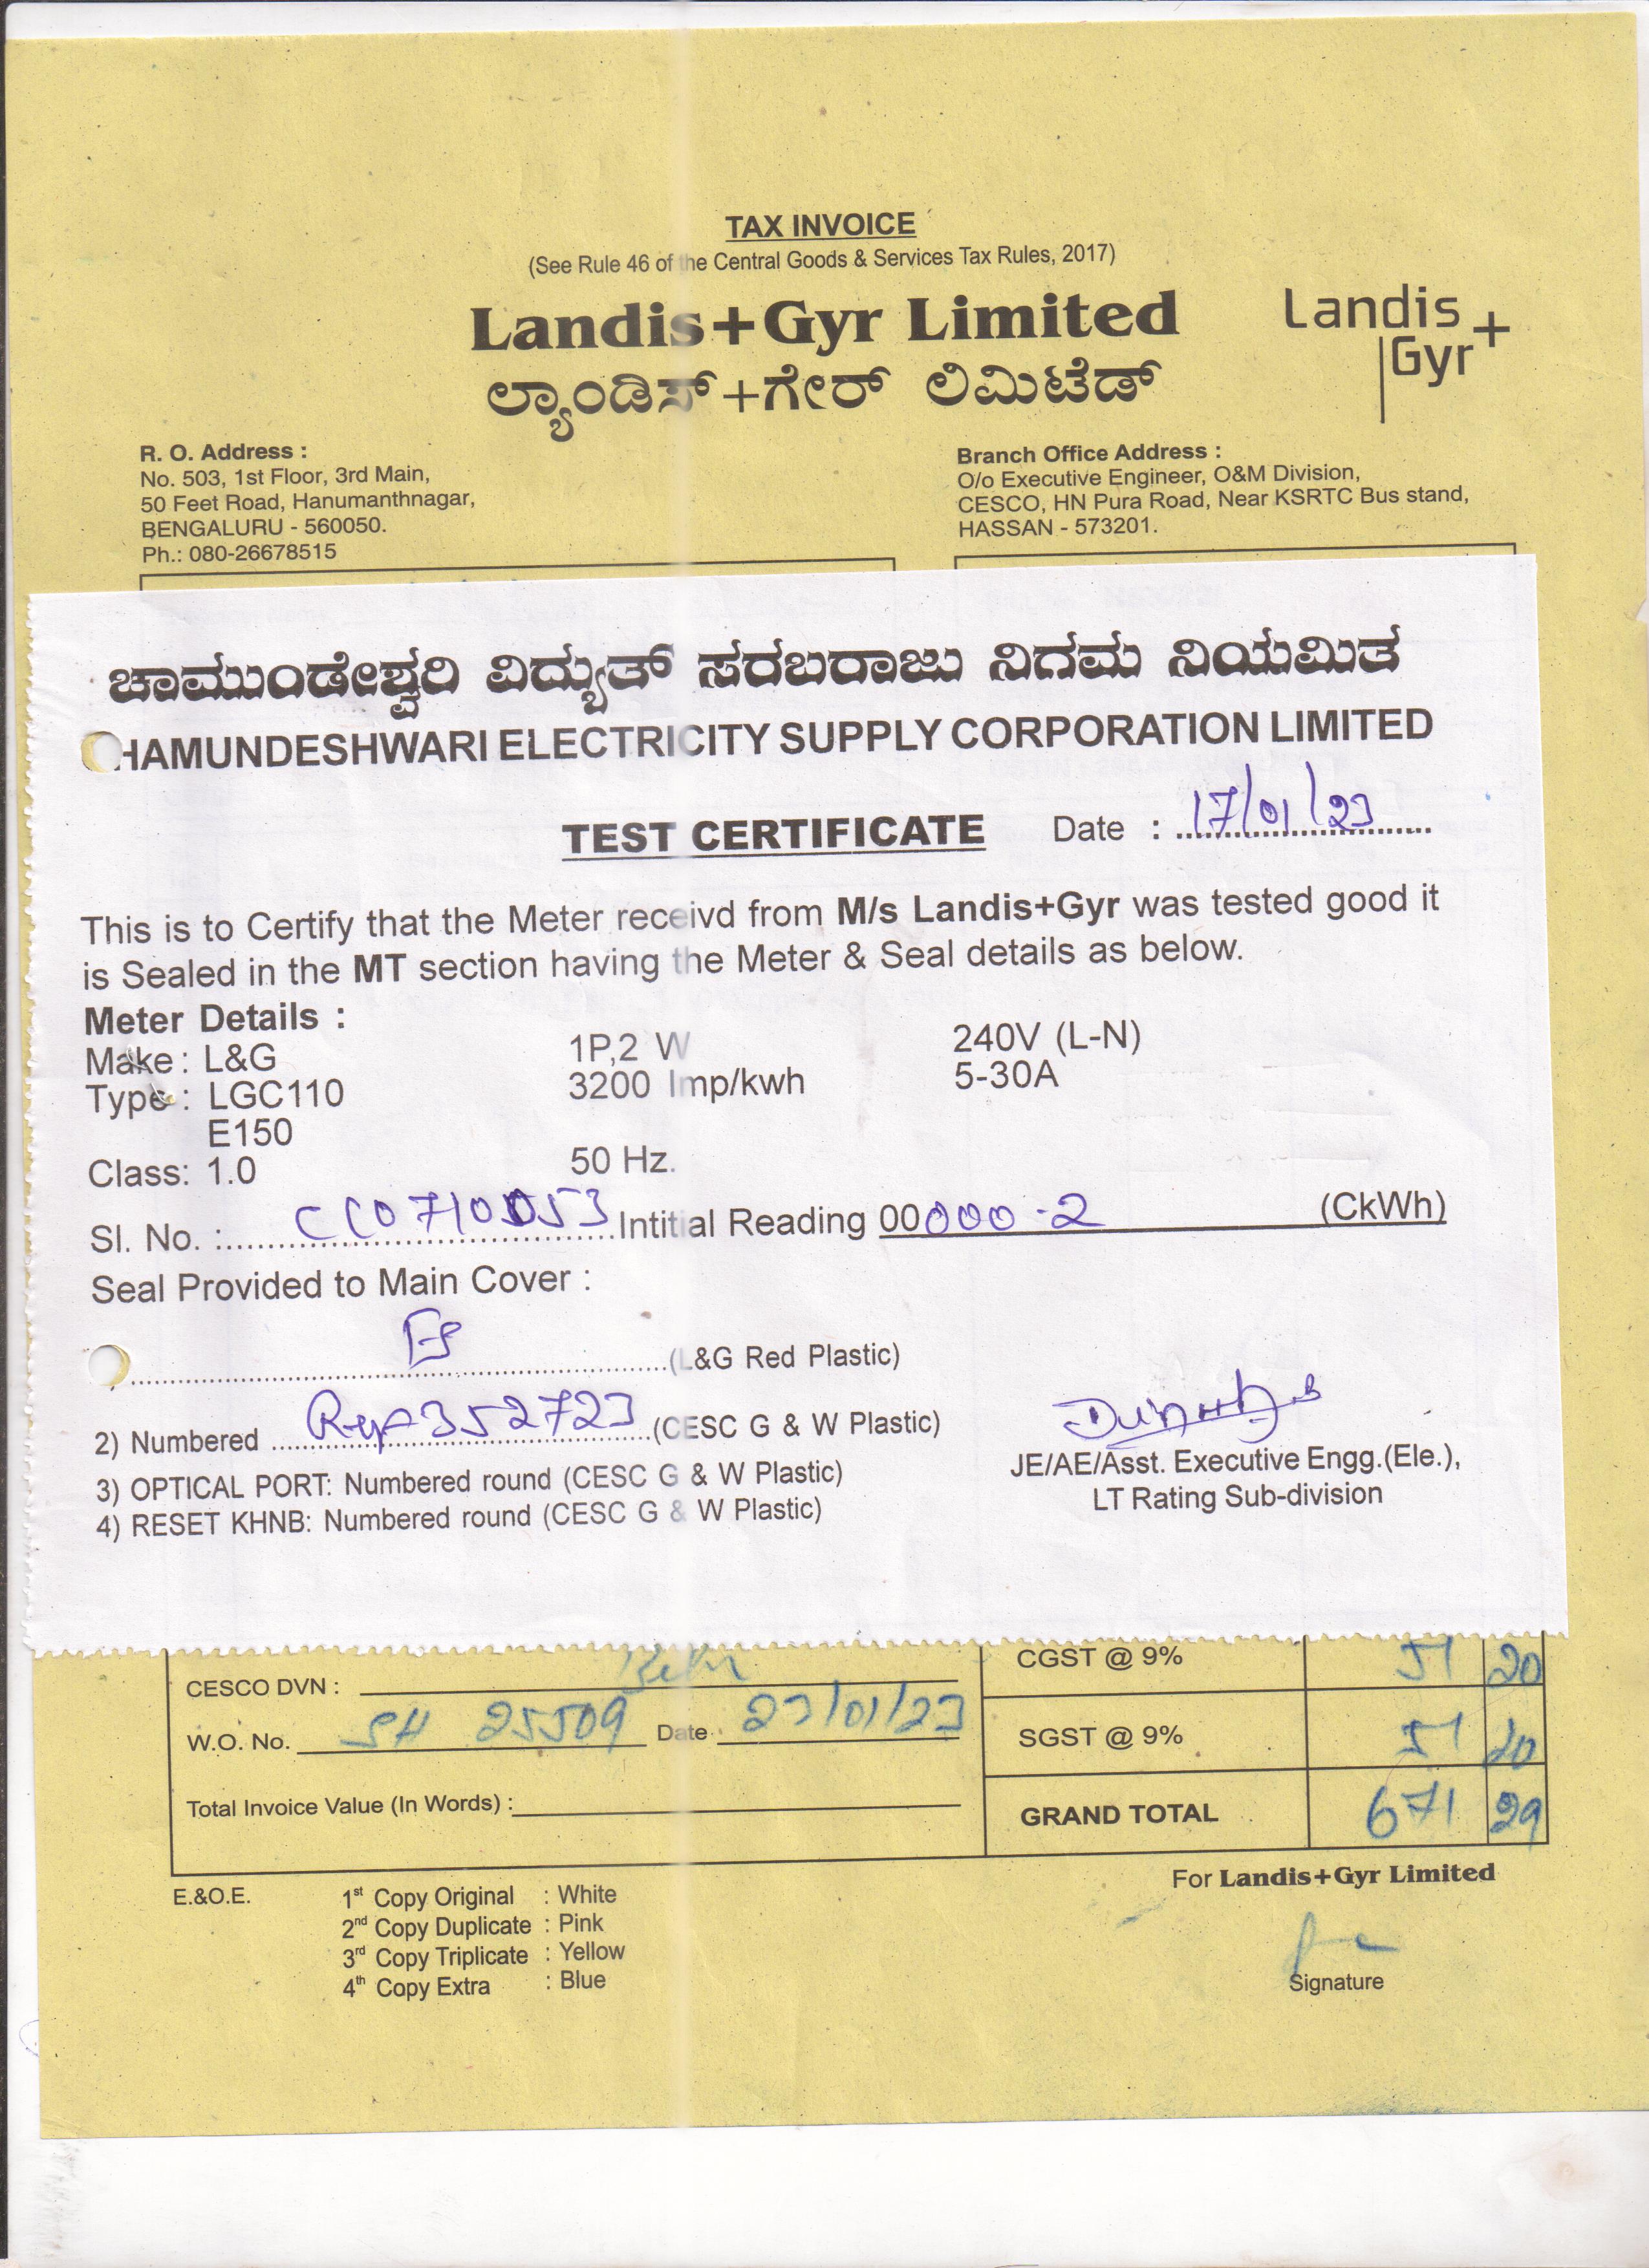 TAX INVOICE
(See Rule 46 of the Central Goods & Services Tax Rules, 2017)
Landis+Gyr Limited
ಲ್ಯಾಂಡಿಸ್+ಗೇರ್ ಲಿಮಿಟೆಡ್
Landis
Gyr+
R. O. Address :
No. 503, 1st Floor, 3rd Main,
50 Feet Road, Hanumanthnagar,
BENGALURU - 560050.
Ph.: 080-26678515
Branch Office Address :
O/o Executive Engineer, O&M Division,
CESCO, HN Pura Road, Near KSRTC Bus stand,
HASSAN - 573201.
ಚಾಮುಂಡೇಶ್ವರಿ ವಿದ್ಯುತ್ ಸರಬರಾಜು ನಿಗಮ ನಿಯಮಿತ
HAMUNDESHWARI ELECTRICITY SUPPLY CORPORATION LIMITED
TEST CERTIFICATE Date : 17/01/23
This is to Certify that the Meter receivd from M/s Landis+Gyr was tested good it
is Sealed in the MT section having the Meter & Seal details as below.
Meter Details :
Make : L&G 1P,2 W 240V (L-N)
Type : LGC110 3200 Imp/kwh 5-30A
E150
Class: 1.0 50 Hz.
Sl. No. : Intitial Reading 00000.2 (CkWh)
Seal Provided to Main Cover :
(L&G Red Plastic)
2) Numbered 352723 (CESC G & W Plastic)
3) OPTICAL PORT: Numbered round (CESC G & W Plastic)
4) RESET KHNB: Numbered round (CESC G & W Plastic)
JE/AE/Asst. Executive Engg.(Ele.),
LT Rating Sub-division
CESCO DVN :
W.O. No. SH 25509 Date 23/01/23
Total Invoice Value (In Words) :
CGST @ 9% 51 20
SGST @ 9% 51 20
GRAND TOTAL 671 29
For Landis+Gyr Limited
E.&O.E.
1st Copy Original : White
2nd Copy Duplicate : Pink
3rd Copy Triplicate : Yellow
4th Copy Extra : Blue
Signature